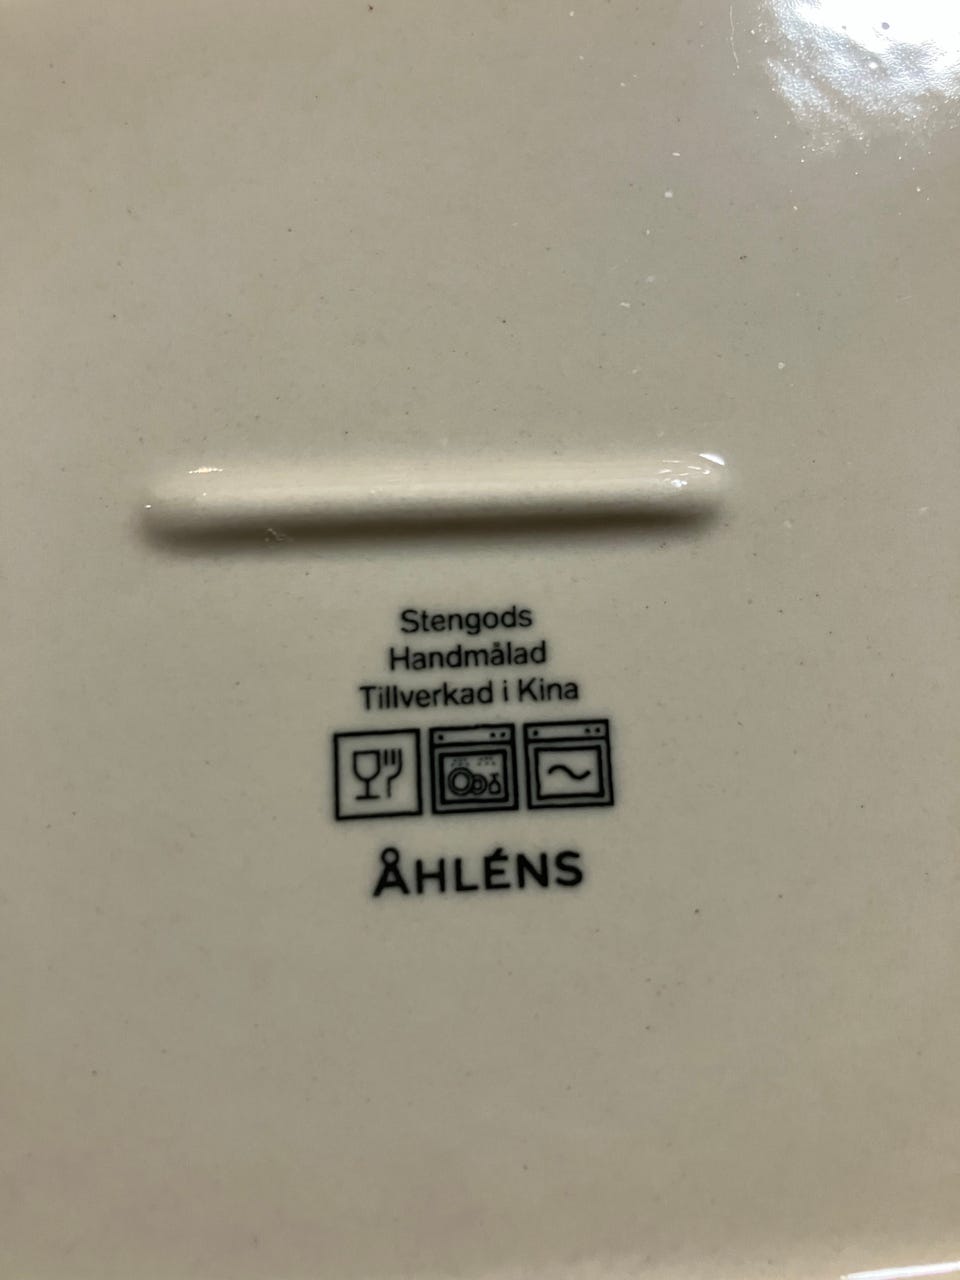 Stengods
Handmålad
Tillverkad i Kina
ÅHLÉNS